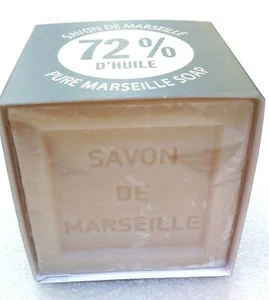 SAVON DE MARSEILLE
72 %
D'HUILE
PURE MARSEILLE SOAP
SAVON
DE
MARSEILLE